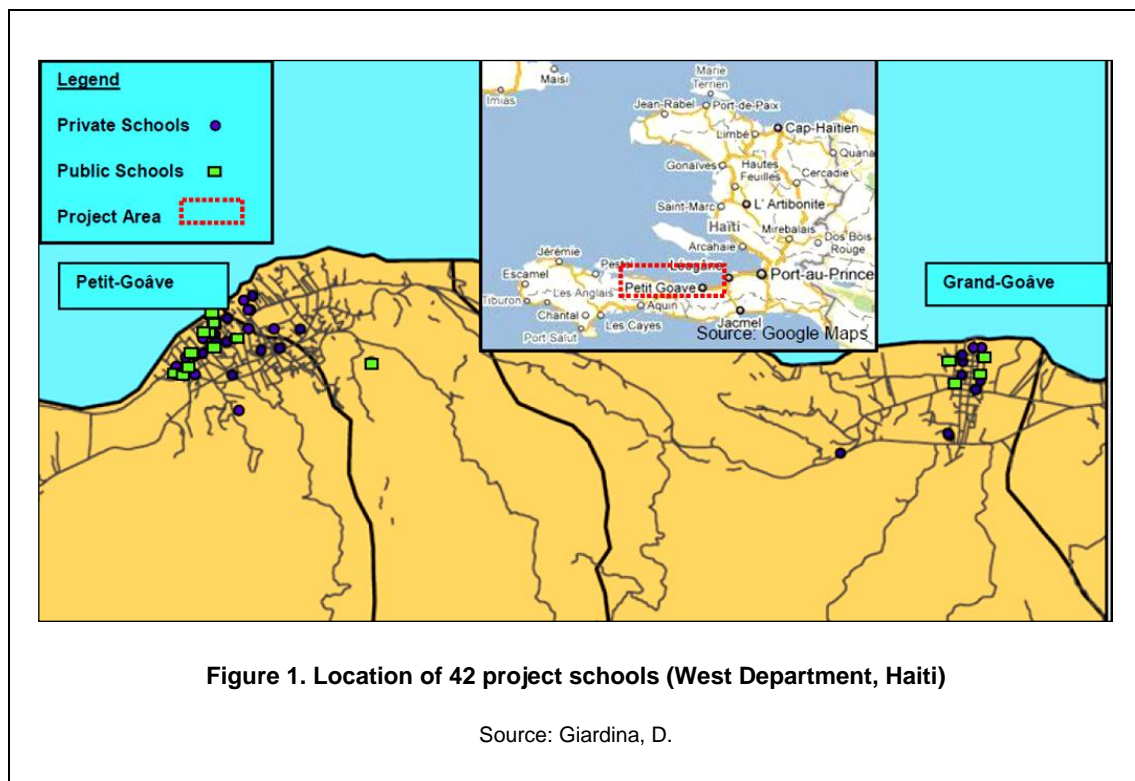 Legend
Private Schools
Public Schools
Project Area
Petit-Goâve
Grand-Goâve
Maisi
Imias
Marie
Terrien
Jean-Rabel
Port-de-Paix
Limbé
Cap-Haïtien
Quana
Gonaïves
Hautes
Feuilles
Cercadie
Saint-Marc
L' Artibonite
Haïti
Mirebalais
Dos Bois
Rouge
Arcahaie
Jérémie
Pestel
Escamel
Léogâne
Port-au-Prince
Les Anglais
Petit Goave
Tiburon
Aquin
Chantal
Les Cayes
Jacmel
Port Salut
Source: Google Maps
Figure 1. Location of 42 project schools (West Department, Haiti)
Source: Giardina, D.